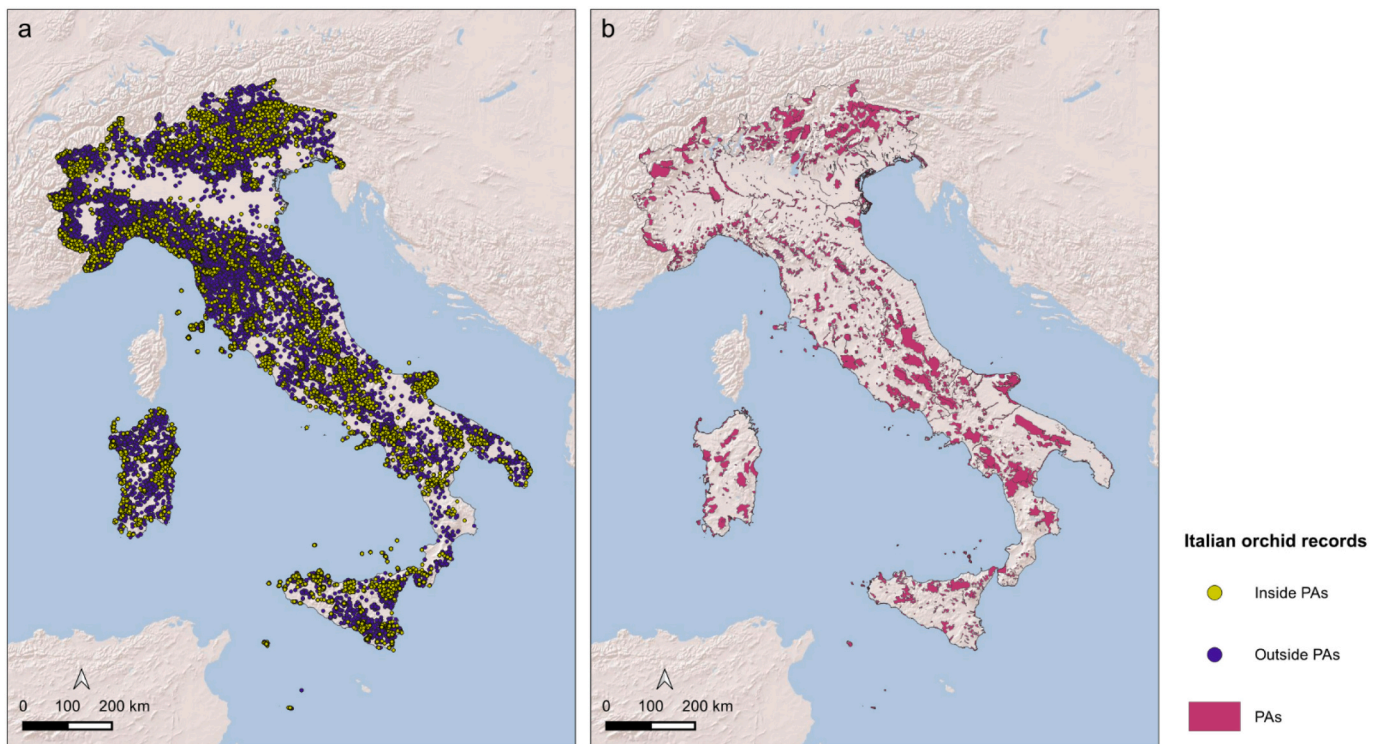 a
b
0 100 200 km
0 100 200 km
Italian orchid records
Inside PAs
Outside PAs
PAs